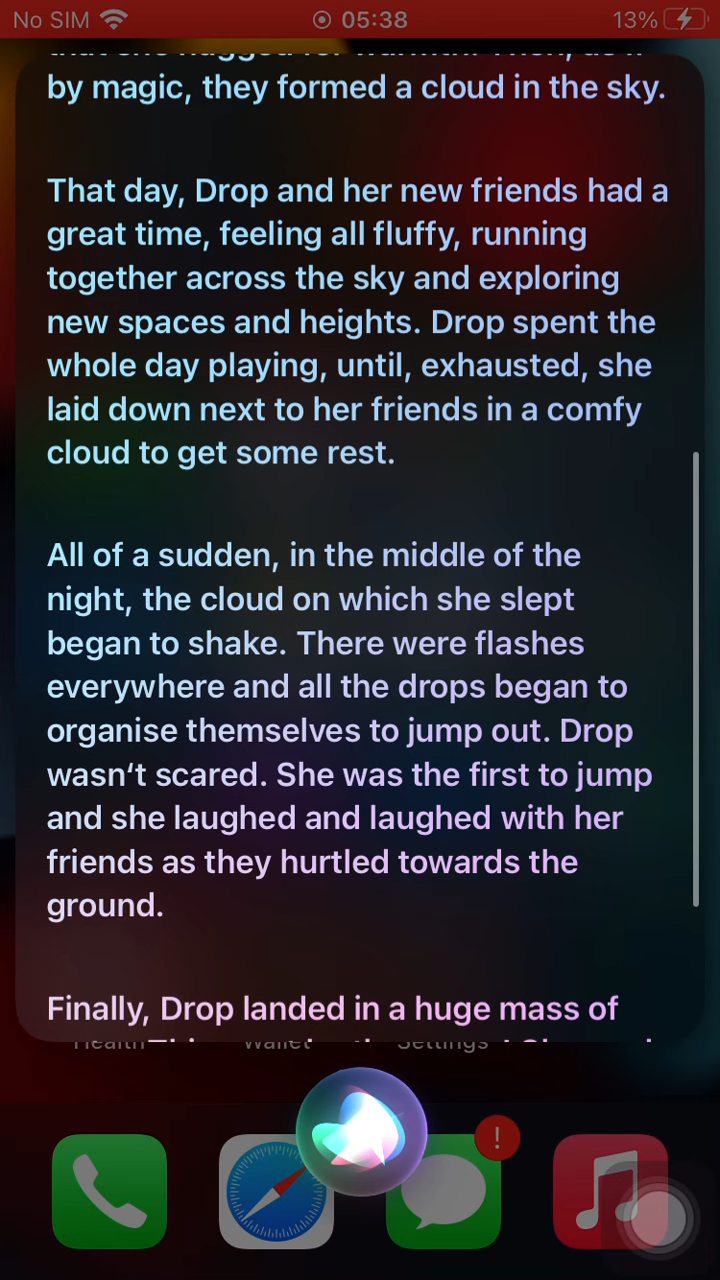 No SIM 05:38 13%
by magic, they formed a cloud in the sky.
That day, Drop and her new friends had a
great time, feeling all fluffy, running
together across the sky and exploring
new spaces and heights. Drop spent the
whole day playing, until, exhausted, she
laid down next to her friends in a comfy
cloud to get some rest.
All of a sudden, in the middle of the
night, the cloud on which she slept
began to shake. There were flashes
everywhere and all the drops began to
organise themselves to jump out. Drop
wasn‘t scared. She was the first to jump
and she laughed and laughed with her
friends as they hurtled towards the
ground.
Finally, Drop landed in a huge mass of
Health Wallet Settings
!